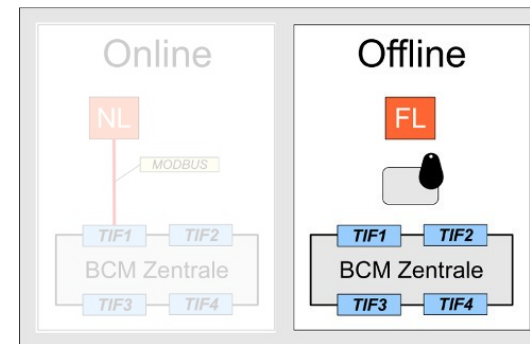 Online
NL
MODBUS
TIF1 TIF2
BCM Zentrale
TIF3 TIF4
Offline
FL
TIF1 TIF2
BCM Zentrale
TIF3 TIF4